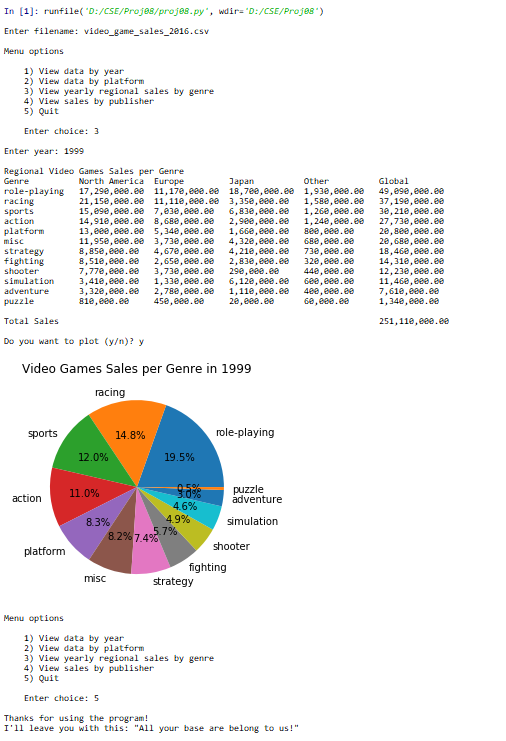 In [1]: runfile('D:/CSE/Proj08/proj08.py', wdir='D:/CSE/Proj08')
Enter filename: video_game_sales_2016.csv
Menu options
1) View data by year
2) View data by platform
3) View yearly regional sales by genre
4) View sales by publisher
5) Quit
Enter choice: 3
Enter year: 1999
Regional Video Games Sales per Genre
Genre North America Europe Japan Other Global
role-playing 17,290,000.00 11,170,000.00 18,700,000.00 1,930,000.00 49,090,000.00
racing 21,150,000.00 11,110,000.00 3,350,000.00 1,580,000.00 37,190,000.00
sports 15,090,000.00 7,030,000.00 6,830,000.00 1,260,000.00 30,210,000.00
action 14,910,000.00 8,680,000.00 2,900,000.00 1,240,000.00 27,730,000.00
platform 13,000,000.00 5,340,000.00 1,660,000.00 800,000.00 20,800,000.00
misc 11,950,000.00 3,730,000.00 4,320,000.00 680,000.00 20,680,000.00
strategy 8,850,000.00 4,670,000.00 4,210,000.00 730,000.00 18,460,000.00
fighting 8,510,000.00 2,650,000.00 2,830,000.00 320,000.00 14,310,000.00
shooter 7,770,000.00 3,730,000.00 290,000.00 440,000.00 12,230,000.00
simulation 3,410,000.00 1,330,000.00 6,120,000.00 600,000.00 11,460,000.00
adventure 3,320,000.00 2,780,000.00 1,110,000.00 400,000.00 7,610,000.00
puzzle 810,000.00 450,000.00 20,000.00 60,000.00 1,340,000.00
Total Sales 251,110,000.00
Do you want to plot (y/n)? y
Video Games Sales per Genre in 1999
racing
sports
role-playing
14.8%
12.0%
19.5%
action
11.0%
0.5%
puzzle
3.0%
adventure
4.6%
simulation
8.3%
4.9%
platform
8.2%
7.4%
5.7%
shooter
fighting
misc
strategy
Menu options
1) View data by year
2) View data by platform
3) View yearly regional sales by genre
4) View sales by publisher
5) Quit
Enter choice: 5
Thanks for using the program!
I'll leave you with this: "All your base are belong to us!"